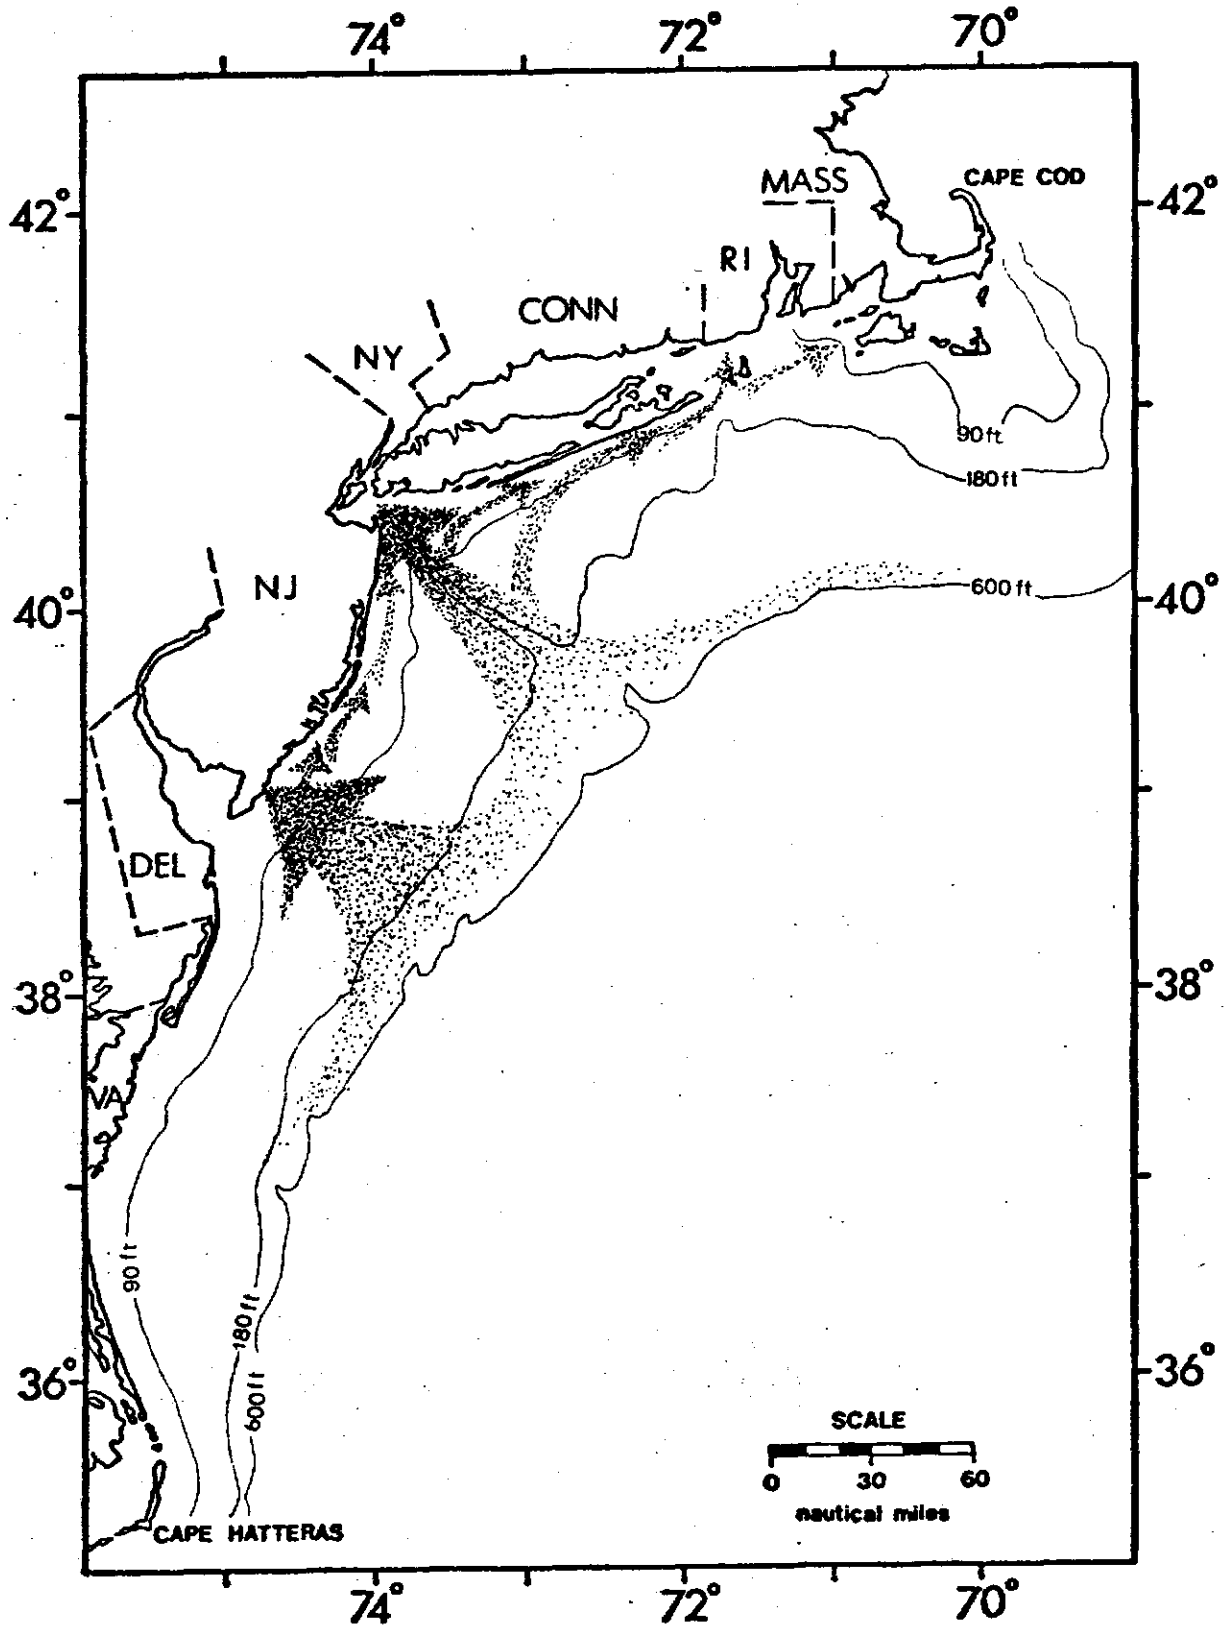 74° 72° 70°
42° MASS CAPE COD 42°
RI
CONN
NY
90 ft
180 ft
NJ
600 ft
40° 40°
DEL
38° 38°
VA
90 ft
180 ft
36° 36°
600 ft
SCALE
0 30 60
nautical miles
CAPE HATTERAS
74° 72° 70°